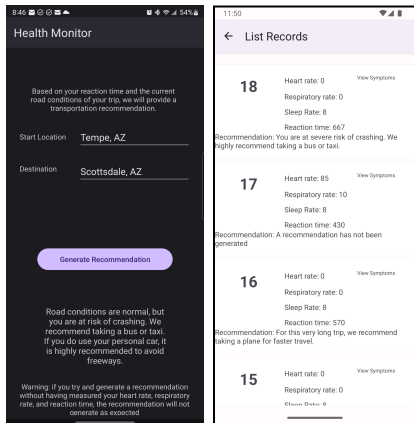 8:46 54%
Health Monitor
Based on your reaction time and the current
road conditions of your trip, we will provide a
transportation recommendation.
Start Location Tempe, AZ
Destination Scottsdale, AZ
Generate Recommendation
Road conditions are normal, but
you are at risk of crashing. We
recommend taking a bus or taxi.
If you do use your personal car, it
is highly recommended to avoid
freeways.
Warning: if you try and generate a recommendation
without having measured your heart rate, respiratory
rate, and reaction time, the recommendation will not
generate as expected
11:50
List Records
18 Heart rate: 0 View Symptoms
Respiratory rate: 0
Sleep Rate: 8
Reaction time: 667
Recommendation: You are at severe risk of crashing. We
highly recommend taking a bus or taxi.
17 Heart rate: 85 View Symptoms
Respiratory rate: 10
Sleep Rate: 8
Reaction time: 430
Recommendation: A recommendation has not been
generated
16 Heart rate: 0 View Symptoms
Respiratory rate: 0
Sleep Rate: 8
Reaction time: 570
Recommendation: For this very long trip, we recommend
taking a plane for faster travel.
15 Heart rate: 0 View Symptoms
Respiratory rate: 0
Sleep Rate: 8